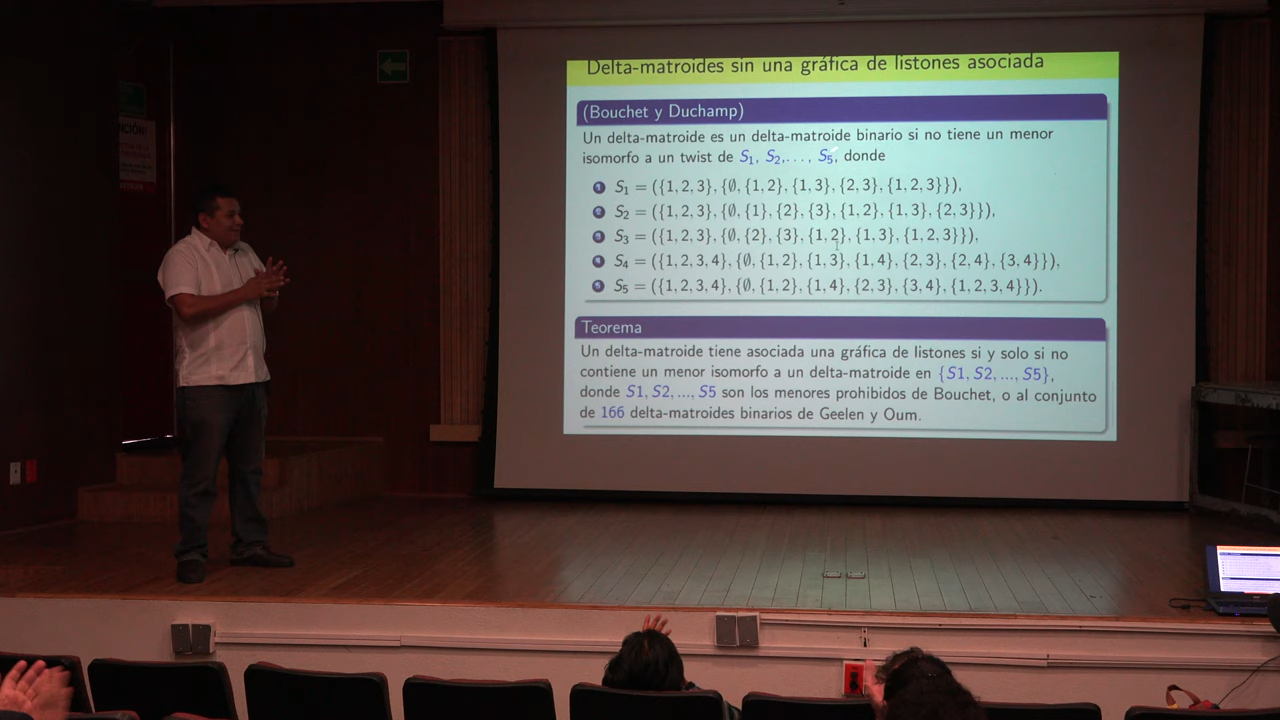 Delta-matroides sin una gráfica de listones asociada
(Bouchet y Duchamp)
Un delta-matroide es un delta-matroide binario si no tiene un menor
isomorfo a un twist de S₁, S₂,..., S₅, donde
1 S₁ = ({1, 2, 3}, {∅, {1, 2}, {1, 3}, {2, 3}, {1, 2, 3}}),
2 S₂ = ({1, 2, 3}, {∅, {1}, {2}, {3}, {1, 2}, {1, 3}, {2, 3}}),
3 S₃ = ({1, 2, 3}, {∅, {2}, {3}, {1, 2}, {1, 3}, {1, 2, 3}}),
4 S₄ = ({1, 2, 3, 4}, {∅, {1, 2}, {1, 3}, {1, 4}, {2, 3}, {2, 4}, {3, 4}}),
5 S₅ = ({1, 2, 3, 4}, {∅, {1, 2}, {1, 4}, {2, 3}, {3, 4}, {1, 2, 3, 4}}).
Teorema
Un delta-matroide tiene asociada una gráfica de listones si y solo si no
contiene un menor isomorfo a un delta-matroide en {S1, S2, ..., S5},
donde S1, S2, ..., S5 son los menores prohibidos de Bouchet, o al conjunto
de 166 delta-matroides binarios de Geelen y Oum.